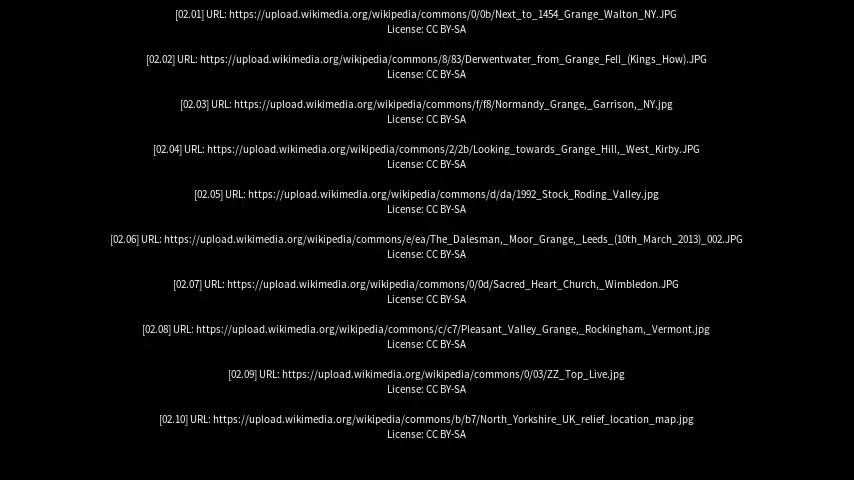 [02.01] URL: https://upload.wikimedia.org/wikipedia/commons/0/0b/Next_to_1454_Grange_Walton_NY.JPG
License: CC BY-SA
[02.02] URL: https://upload.wikimedia.org/wikipedia/commons/8/83/Derwentwater_from_Grange_Fell_(Kings_How).JPG
License: CC BY-SA
[02.03] URL: https://upload.wikimedia.org/wikipedia/commons/f/f8/Normandy_Grange,_Garrison,_NY.jpg
License: CC BY-SA
[02.04] URL: https://upload.wikimedia.org/wikipedia/commons/2/2b/Looking_towards_Grange_Hill,_West_Kirby.JPG
License: CC BY-SA
[02.05] URL: https://upload.wikimedia.org/wikipedia/commons/d/da/1992_Stock_Roding_Valley.jpg
License: CC BY-SA
[02.06] URL: https://upload.wikimedia.org/wikipedia/commons/e/ea/The_Dalesman,_Moor_Grange,_Leeds_(10th_March_2013)_002.JPG
License: CC BY-SA
[02.07] URL: https://upload.wikimedia.org/wikipedia/commons/0/0d/Sacred_Heart_Church,_Wimbledon.JPG
License: CC BY-SA
[02.08] URL: https://upload.wikimedia.org/wikipedia/commons/c/c7/Pleasant_Valley_Grange,_Rockingham,_Vermont.jpg
License: CC BY-SA
[02.09] URL: https://upload.wikimedia.org/wikipedia/commons/0/03/ZZ_Top_Live.jpg
License: CC BY-SA
[02.10] URL: https://upload.wikimedia.org/wikipedia/commons/b/b7/North_Yorkshire_UK_relief_location_map.jpg
License: CC BY-SA